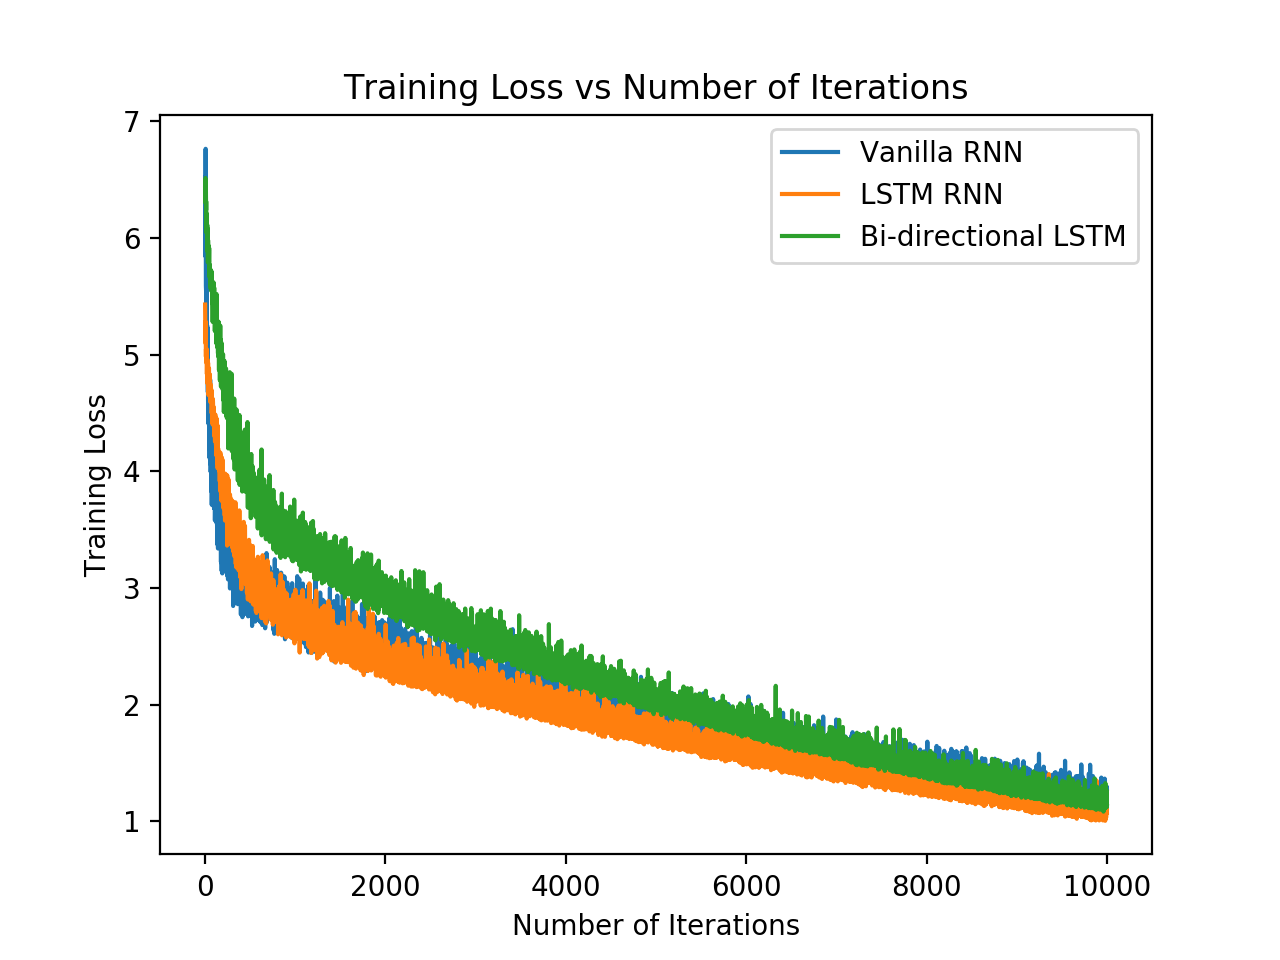 Training Loss vs Number of Iterations
Vanilla RNN
LSTM RNN
Bi-directional LSTM
Training Loss
7
6
5
4
3
2
1
0 2000 4000 6000 8000 10000
Number of Iterations